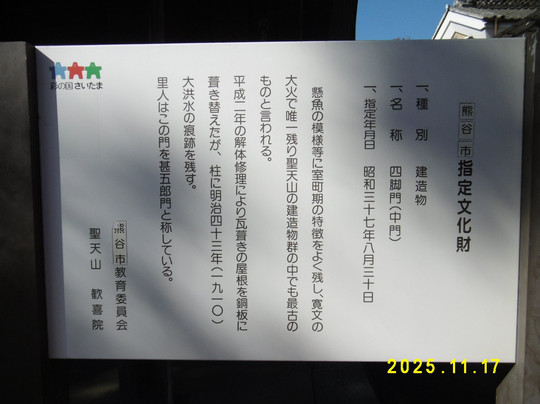 熊谷市指定文化財
一、種別 建造物
一、名称 四脚門(中門)
一、指定年月日 昭和三十七年八月三十日
懸魚の模様等に室町期の特徴をよく残し、寛文の
大火で唯一残り聖天山の建造物群の中でも最古の
ものと言われる。
平成二年の解体修理により瓦葺きの屋根を銅板に
葺き替えたが、柱に明治四十三年(一九一〇)
大洪水の痕跡を残す。
里人はこの門を甚五郎門と称している。
熊谷市教育委員会
聖天山 歓喜院
彩の国さいたま
2025.11.17